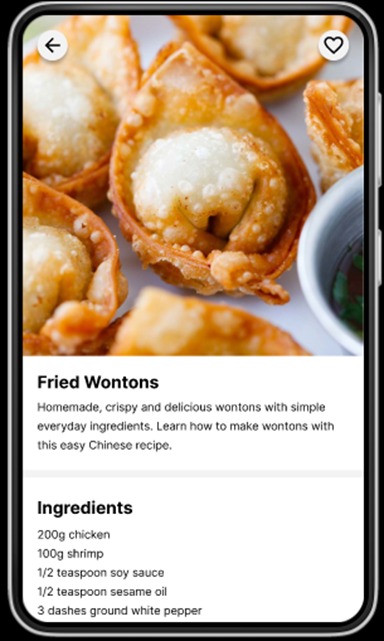 Fried Wontons
Homemade, crispy and delicious wontons with simple
everyday ingredients. Learn how to make wontons with
this easy Chinese recipe.
Ingredients
200g chicken
100g shrimp
1/2 teaspoon soy sauce
1/2 teaspoon sesame oil
3 dashes ground white pepper